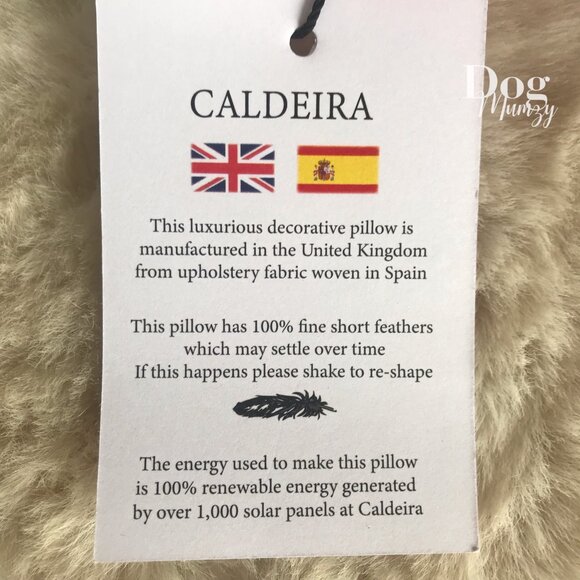 Dog
Mumzy
CALDEIRA
This luxurious decorative pillow is
manufactured in the United Kingdom
from upholstery fabric woven in Spain
This pillow has 100% fine short feathers
which may settle over time
If this happens please shake to re-shape
The energy used to make this pillow
is 100% renewable energy generated
by over 1,000 solar panels at Caldeira